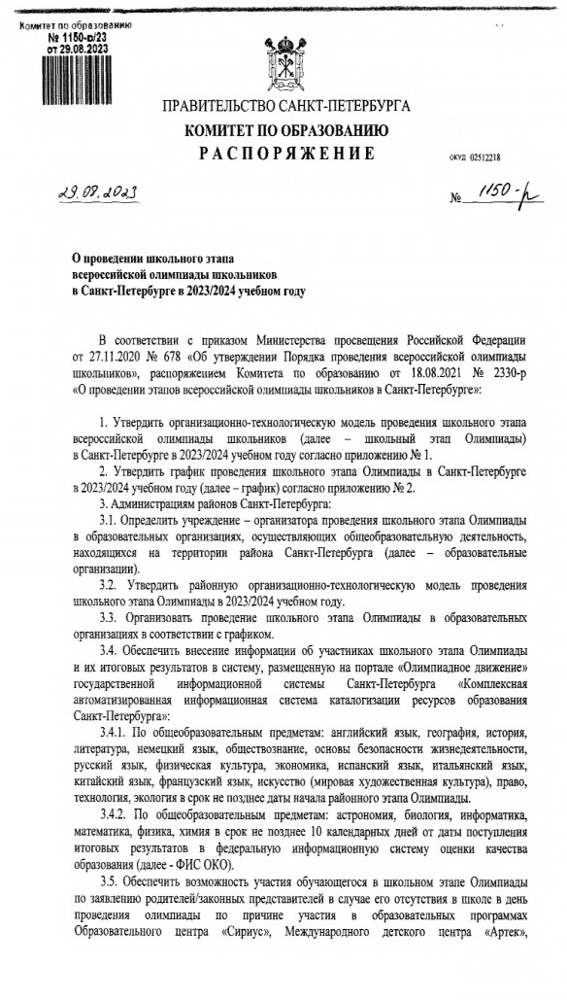 Комитет по образованию
№ 1150-р/23
от 29.08.2023
ПРАВИТЕЛЬСТВО САНКТ-ПЕТЕРБУРГА
КОМИТЕТ ПО ОБРАЗОВАНИЮ
РАСПОРЯЖЕНИЕ
ОКУД 02512218
29.08.2023
№ 1150-р
О проведении школьного этапа
всероссийской олимпиады школьников
в Санкт-Петербурге в 2023/2024 учебном году
В соответствии с приказом Министерства просвещения Российской Федерации
от 27.11.2020 № 678 «Об утверждении Порядка проведения всероссийской олимпиады
школьников», распоряжением Комитета по образованию от 18.08.2021 № 2330-р
«О проведении этапов всероссийской олимпиады школьников в Санкт-Петербурге»:
1. Утвердить организационно-технологическую модель проведения школьного этапа
всероссийской олимпиады школьников (далее – школьный этап Олимпиады)
в Санкт-Петербурге в 2023/2024 учебном году согласно приложению № 1.
2. Утвердить график проведения школьного этапа Олимпиады в Санкт-Петербурге
в 2023/2024 учебном году (далее – график) согласно приложению № 2.
3. Администрациям районов Санкт-Петербурга:
3.1. Определить учреждение – организатора проведения школьного этапа Олимпиады
в образовательных организациях, осуществляющих общеобразовательную деятельность,
находящихся на территории района Санкт-Петербурга (далее – образовательные
организации).
3.2. Утвердить районную организационно-технологическую модель проведения
школьного этапа Олимпиады в 2023/2024 учебном году.
3.3. Организовать проведение школьного этапа Олимпиады в образовательных
организациях в соответствии с графиком.
3.4. Обеспечить внесение информации об участниках школьного этапа Олимпиады
и их итоговых результатов в систему, размещенную на портале «Олимпиадное движение»
государственной информационной системы Санкт-Петербурга «Комплексная
автоматизированная информационная система каталогизации ресурсов образования
Санкт-Петербурга»:
3.4.1. По общеобразовательным предметам: английский язык, география, история,
литература, немецкий язык, обществознание, основы безопасности жизнедеятельности,
русский язык, физическая культура, экономика, испанский язык, итальянский язык,
китайский язык, французский язык, искусство (мировая художественная культура), право,
технология, экология в срок не позднее даты начала районного этапа Олимпиады.
3.4.2. По общеобразовательным предметам: астрономия, биология, информатика,
математика, физика, химия в срок не позднее 10 календарных дней от даты поступления
итоговых результатов в федеральную информационную систему оценки качества
образования (далее - ФИС ОКО).
3.5. Обеспечить возможность участия обучающегося в школьном этапе Олимпиады
по заявлению родителей/законных представителей в случае его отсутствия в школе в день
проведения олимпиады по причине участия в образовательных программах
Образовательного центра «Сириус», Международного детского центра «Артек»,